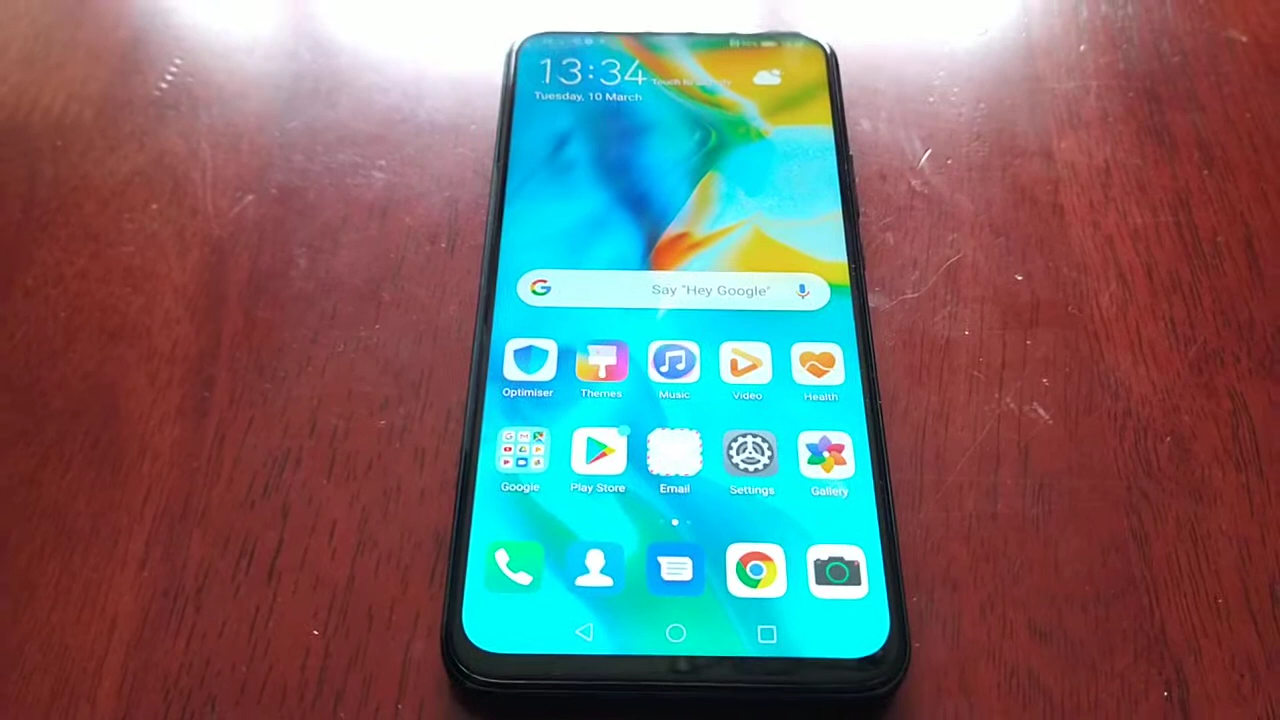 13:34
Tuesday, 10 March
Say "Hey Google"
Optimiser Themes Music Video Health
Google Play Store Email Settings Gallery